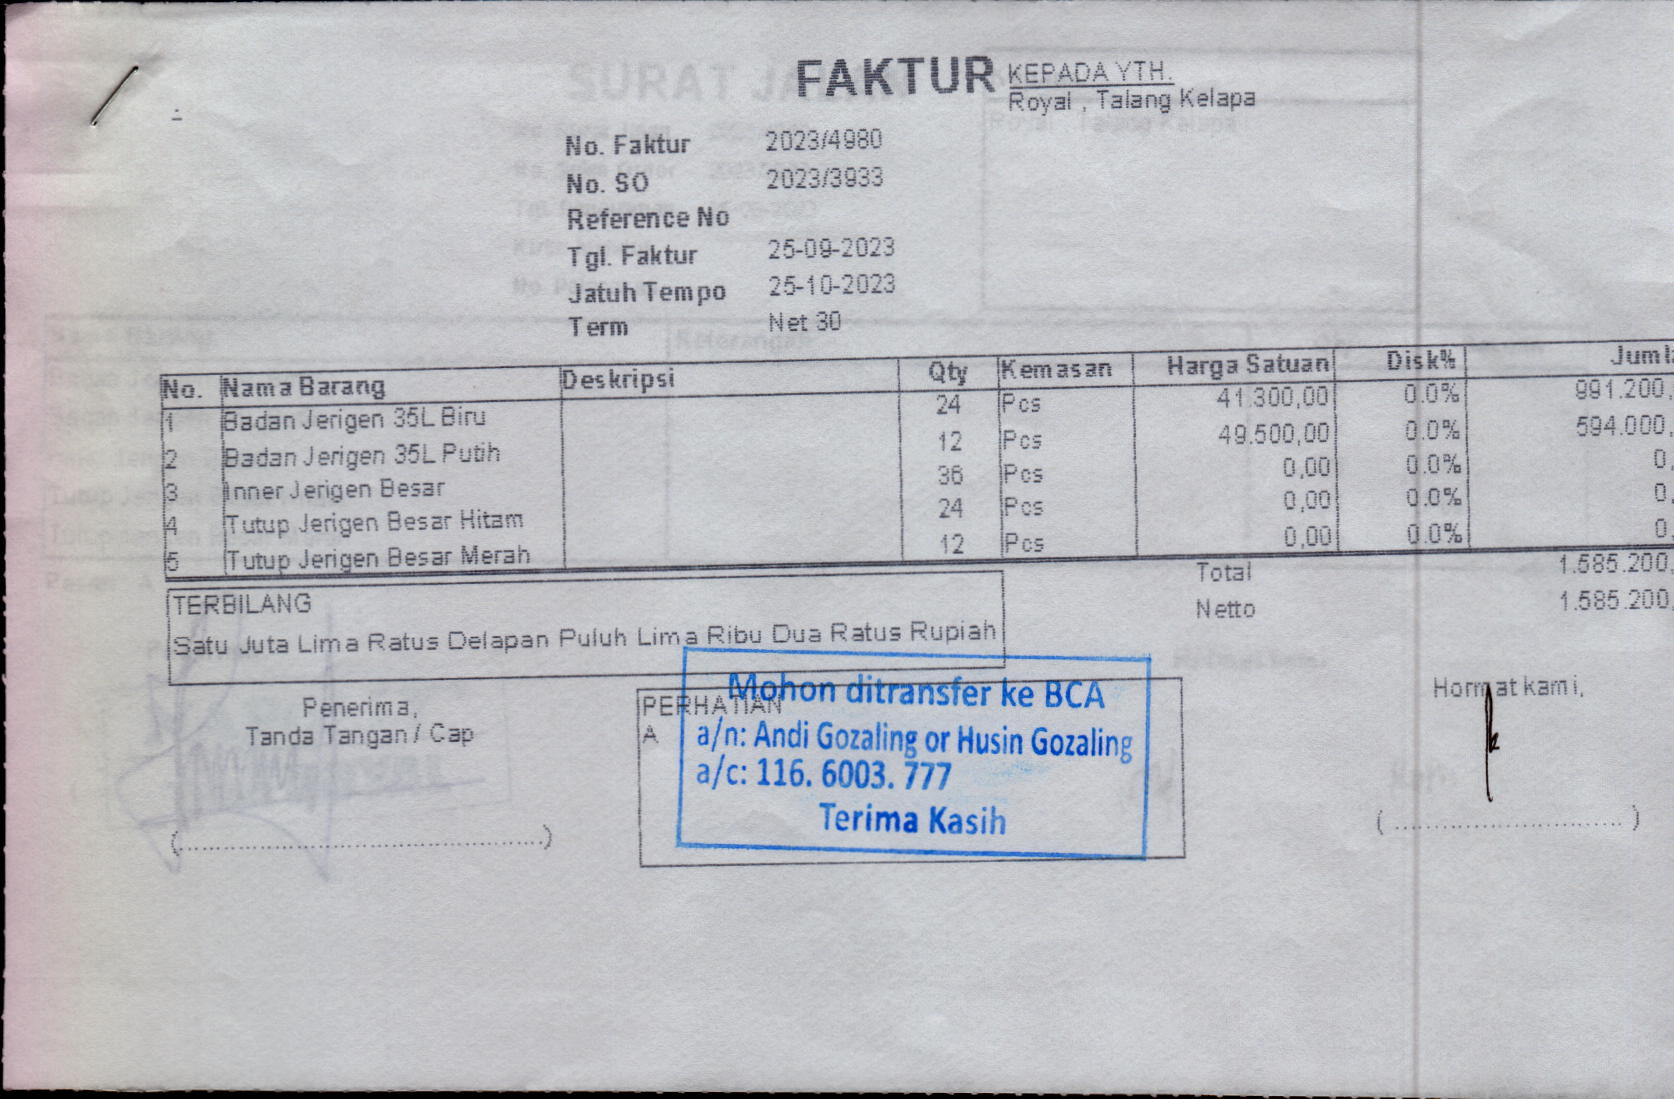 FAKTUR
KEPADA YTH.
Royal , Talang Kelapa
No. Faktur 2023/4980
No. SO 2023/3933
Reference No
Tgl. Faktur 25-09-2023
Jatuh Tempo 25-10-2023
Term Net 30
No. Nama Barang Deskripsi Qty Kemasan Harga Satuan Disk% Jumla
1 Badan Jerigen 35L Biru 24 Pcs 41.300,00 0.0% 991.200,
2 Badan Jerigen 35L Putih 12 Pcs 49.500,00 0.0% 594.000,
3 Inner Jerigen Besar 36 Pcs 0,00 0.0% 0,
4 Tutup Jerigen Besar Hitam 24 Pcs 0,00 0.0% 0,
5 Tutup Jerigen Besar Merah 12 Pcs 0,00 0.0% 0,
Total 1.585.200,
Netto 1.585.200,
TERBILANG
Satu Juta Lima Ratus Delapan Puluh Lima Ribu Dua Ratus Rupiah
Penerima,
Tanda Tangan / Cap
PERHATIAN
A
Mohon ditransfer ke BCA
a/n: Andi Gozaling or Husin Gozaling
a/c: 116. 6003. 777
Terima Kasih
Hormat kami,